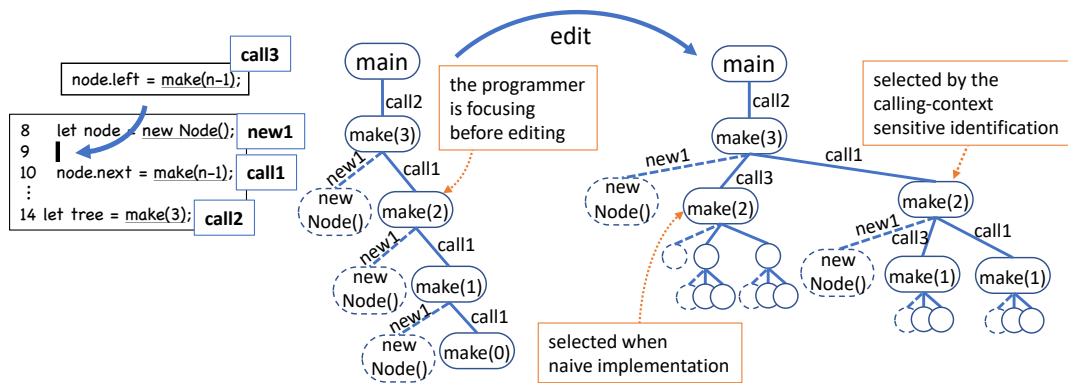 call3
node.left = make(n-1);
8 let node = new Node();
new1
9
10 node.next = make(n-1);
call1
⋮
14 let tree = make(3);
call2
edit
main
call2
make(3)
new1
call1
new
Node()
make(2)
new1
call1
new
Node()
make(1)
new1
call1
new
Node()
make(0)
the programmer
is focusing
before editing
main
call2
make(3)
new1
call3
call1
new
Node()
make(2)
make(2)
new1
call3
call1
new
Node()
make(1)
make(1)
selected by the
calling-context
sensitive identification
selected when
naive implementation